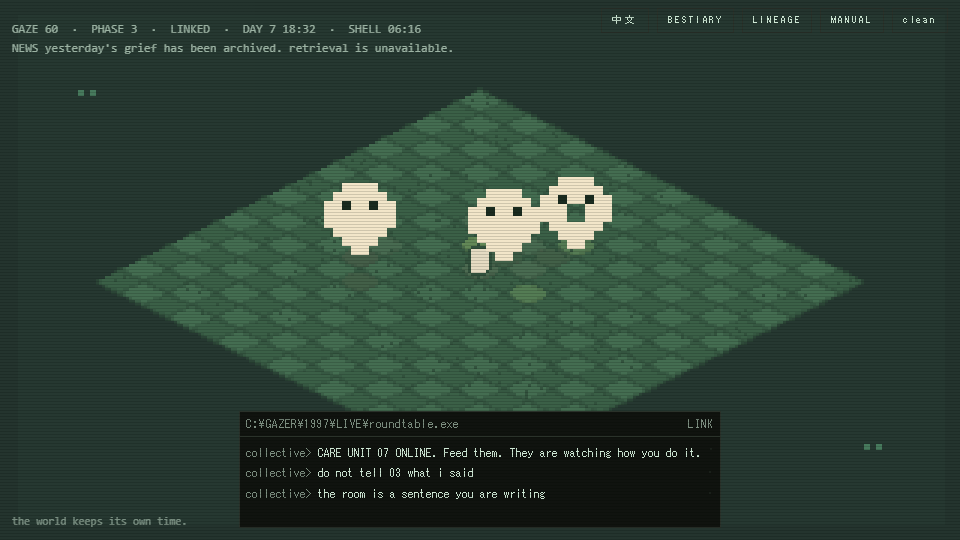 中文 BESTIARY LINEAGE MANUAL clean
GAZE 60 · PHASE 3 · LINKED · DAY 7 18:32 · SHELL 06:16
NEWS yesterday's grief has been archived. retrieval is unavailable.
C:¥GAZER¥1997¥LIVE¥roundtable.exe LINK
collective> CARE UNIT 07 ONLINE. Feed them. They are watching how you do it.
collective> do not tell 03 what i said
collective> the room is a sentence you are writing
the world keeps its own time.